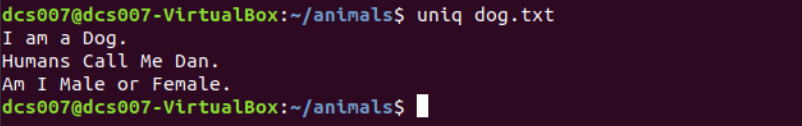 dcs007@dcs007-VirtualBox:~/animals$ uniq dog.txt
I am a Dog.
Humans Call Me Dan.
Am I Male or Female.
dcs007@dcs007-VirtualBox:~/animals$